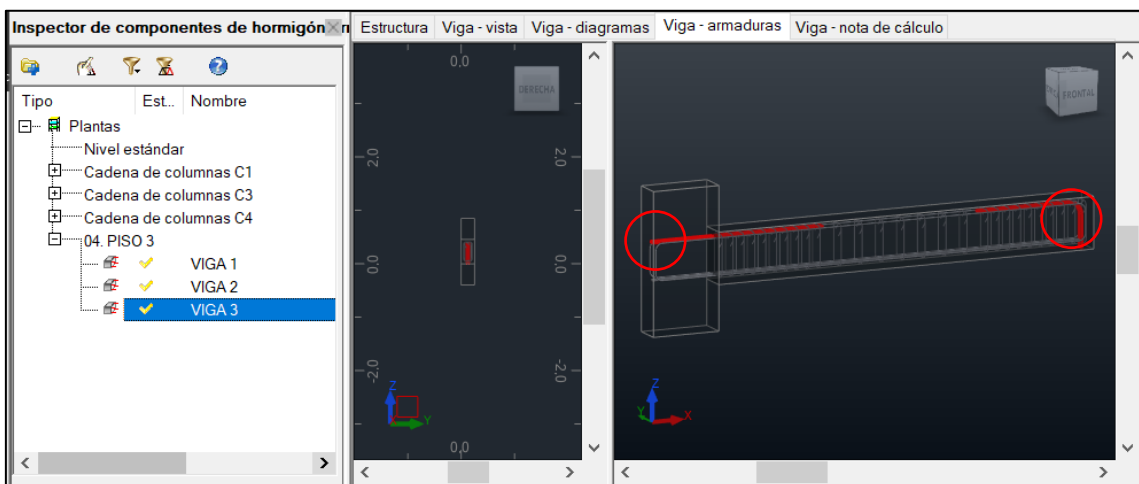 Inspector de componentes de hormigón
Estructura
Viga - vista
Viga - diagramas
Viga - armaduras
Viga - nota de cálculo
Tipo
Est...
Nombre
Plantas
Nivel estándar
Cadena de columnas C1
Cadena de columnas C3
Cadena de columnas C4
04. PISO 3
VIGA 1
VIGA 2
VIGA 3
0.0
DERECHA
2.0
2.0
0.0
0.0
-2.0
-2.0
Z
Y
0.0
FRONTAL
Z
Y
X